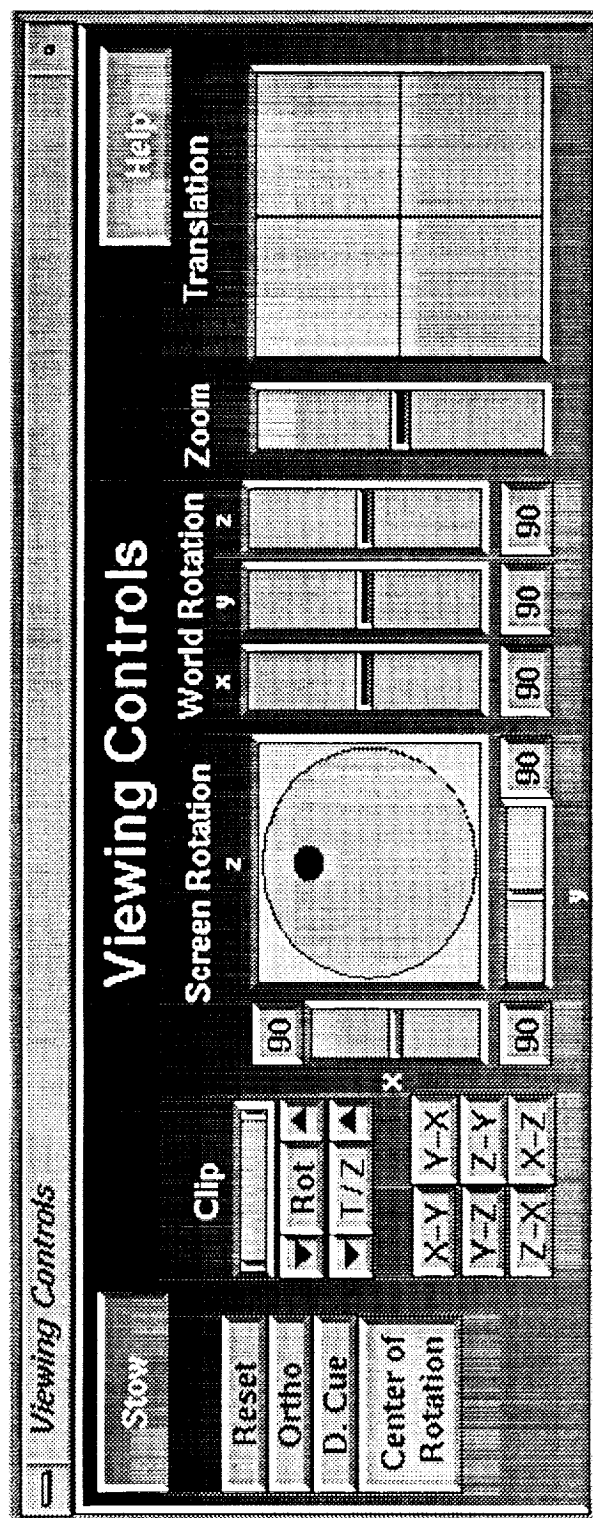 Viewing Controls
Stow
Viewing Controls
Help
Reset
Ortho
D. Cue
Center of
Rotation
Clip
Rot
T/Z
X-Y Y-X
Y-Z Z-Y
Z-X X-Z
Screen Rotation
z
90
x
90
90
y
World Rotation
x y z
90 90 90
Zoom
Translation